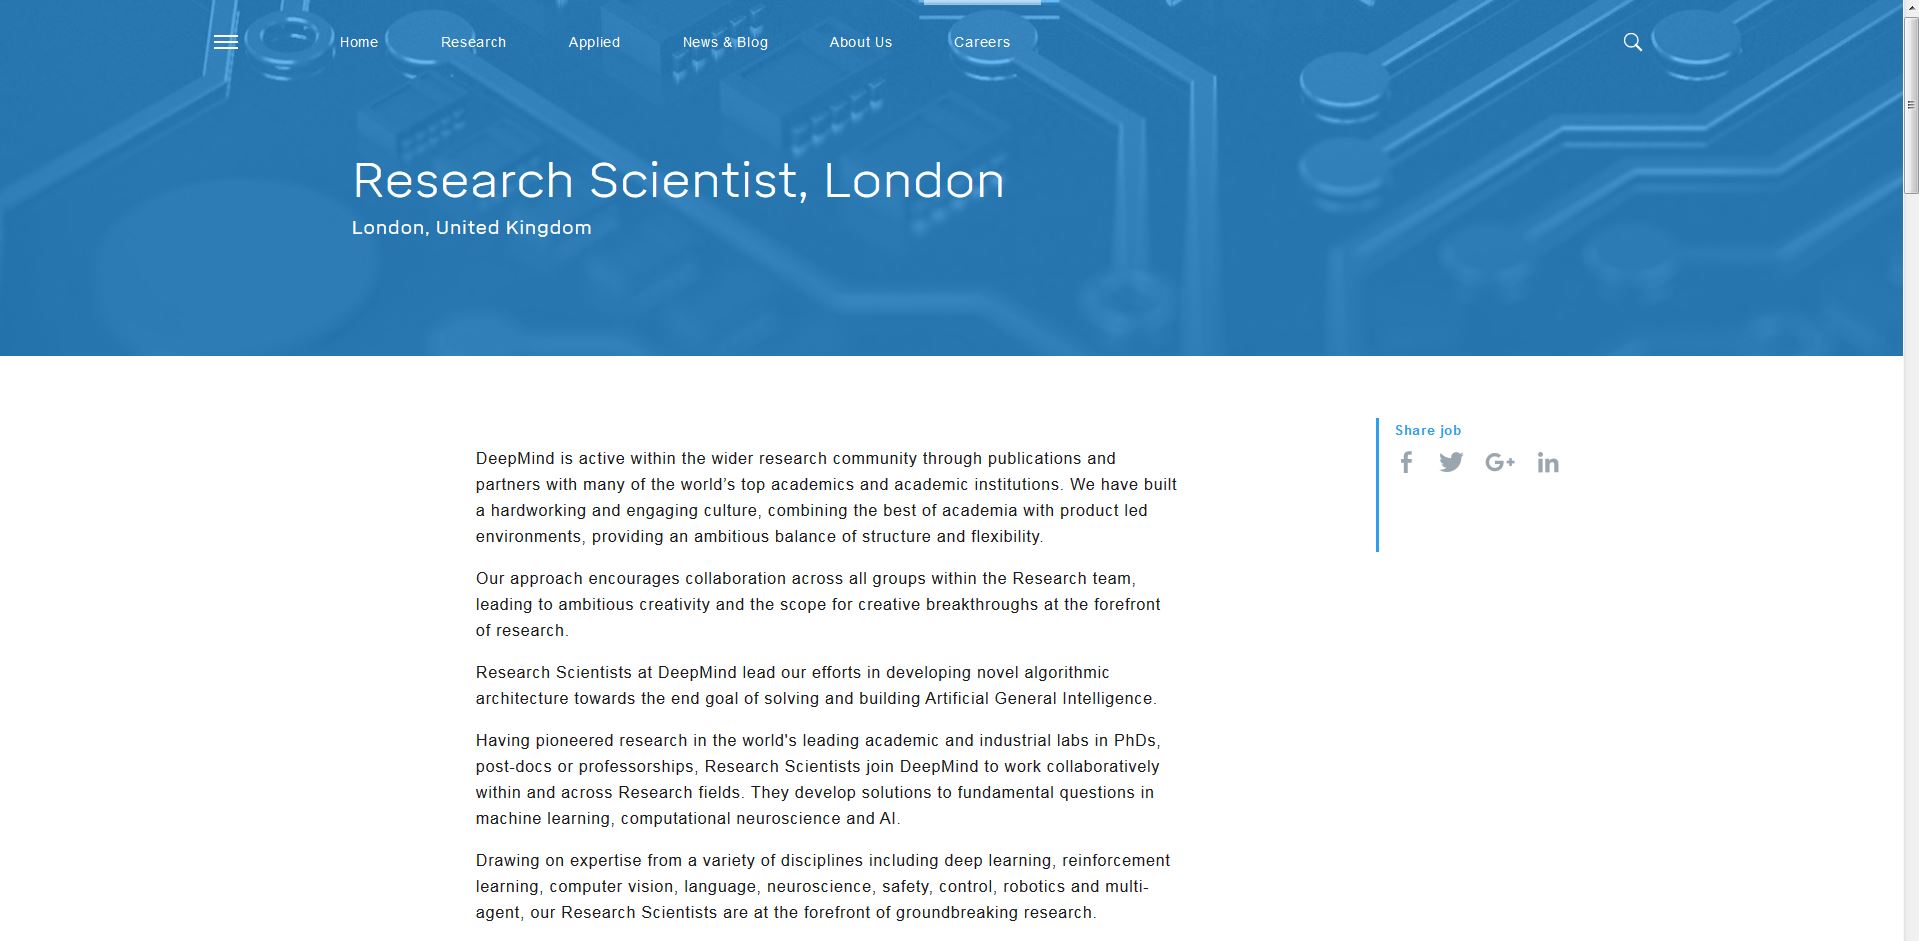 Home Research Applied News & Blog About Us Careers
Research Scientist, London
London, United Kingdom
DeepMind is active within the wider research community through publications and
partners with many of the world’s top academics and academic institutions. We have built
a hardworking and engaging culture, combining the best of academia with product led
environments, providing an ambitious balance of structure and flexibility.
Our approach encourages collaboration across all groups within the Research team,
leading to ambitious creativity and the scope for creative breakthroughs at the forefront
of research.
Research Scientists at DeepMind lead our efforts in developing novel algorithmic
architecture towards the end goal of solving and building Artificial General Intelligence.
Having pioneered research in the world's leading academic and industrial labs in PhDs,
post-docs or professorships, Research Scientists join DeepMind to work collaboratively
within and across Research fields. They develop solutions to fundamental questions in
machine learning, computational neuroscience and AI.
Drawing on expertise from a variety of disciplines including deep learning, reinforcement
learning, computer vision, language, neuroscience, safety, control, robotics and multi-
agent, our Research Scientists are at the forefront of groundbreaking research.
Share job
f G+ in